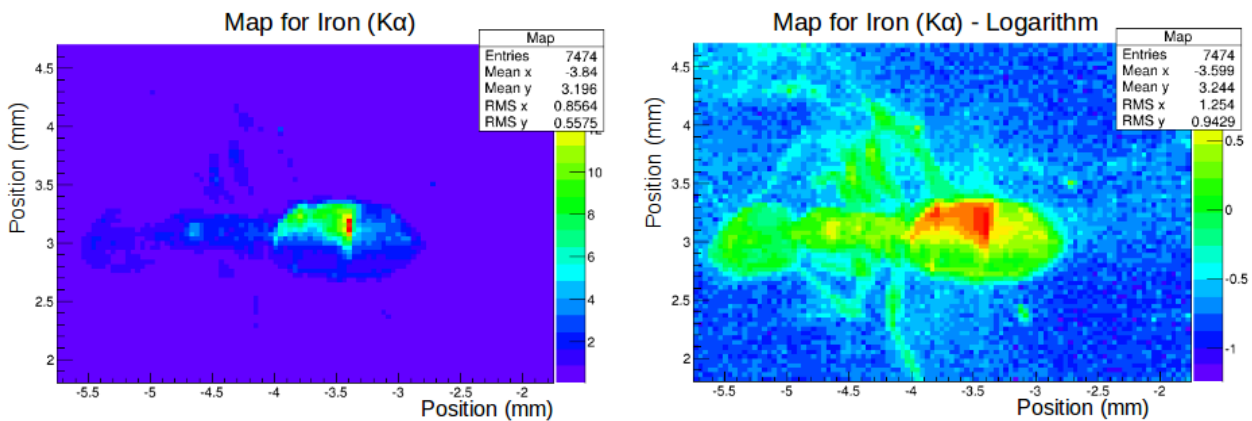 Map for Iron (Kα)
Map
Entries 7474
Mean x -3.84
Mean y 3.196
RMS x 0.8564
RMS y 0.5575
Position (mm)
4.5
4
3.5
3
2.5
2
-5.5 -5 -4.5 -4 -3.5 -3 -2.5 -2
Position (mm)
12
10
8
6
4
2
Map for Iron (Kα) - Logarithm
Map
Entries 7474
Mean x -3.599
Mean y 3.244
RMS x 1.254
RMS y 0.9429
Position (mm)
4.5
4
3.5
3
2.5
2
-5.5 -5 -4.5 -4 -3.5 -3 -2.5 -2
Position (mm)
0.5
0
-0.5
-1